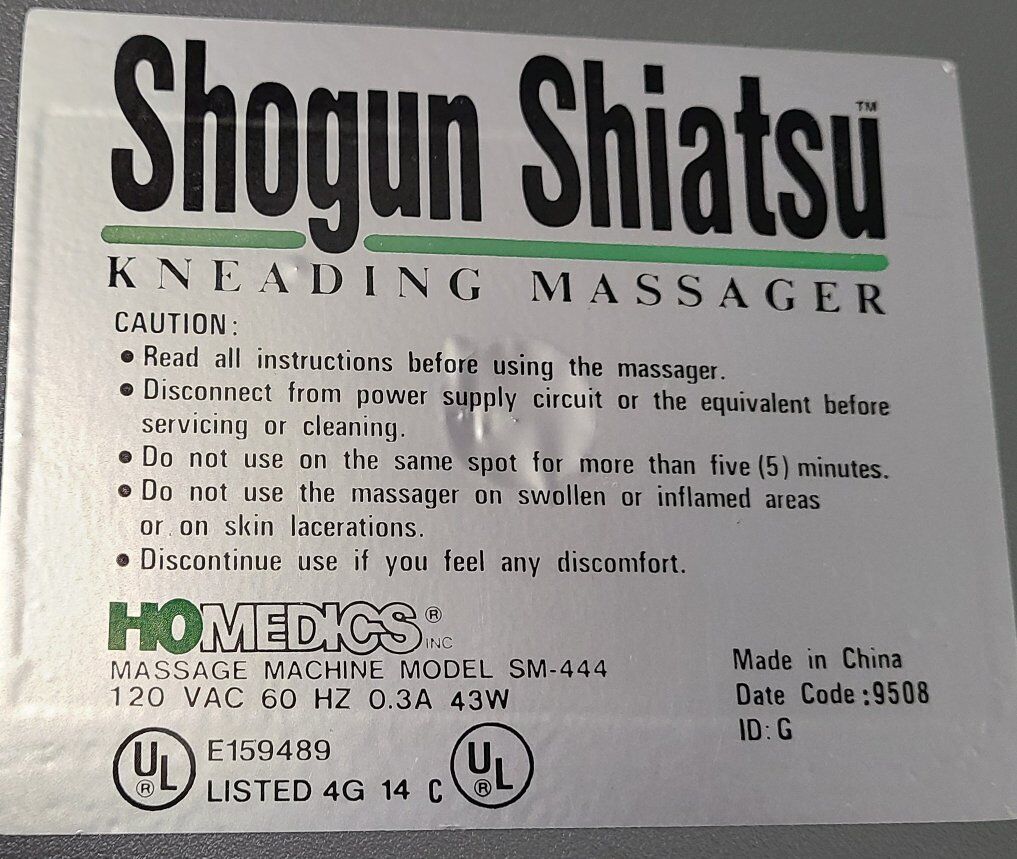 Shogun Shiatsu™
KNEADING MASSAGER
CAUTION:
• Read all instructions before using the massager.
• Disconnect from power supply circuit or the equivalent before
servicing or cleaning.
• Do not use on the same spot for more than five (5) minutes.
• Do not use the massager on swollen or inflamed areas
or on skin lacerations.
• Discontinue use if you feel any discomfort.
HOMEDICS® INC
MASSAGE MACHINE MODEL SM-444
120 VAC 60 HZ 0.3A 43W
Made in China
Date Code:9508
ID:G
UL® E159489 UL®
LISTED 4G 14 C